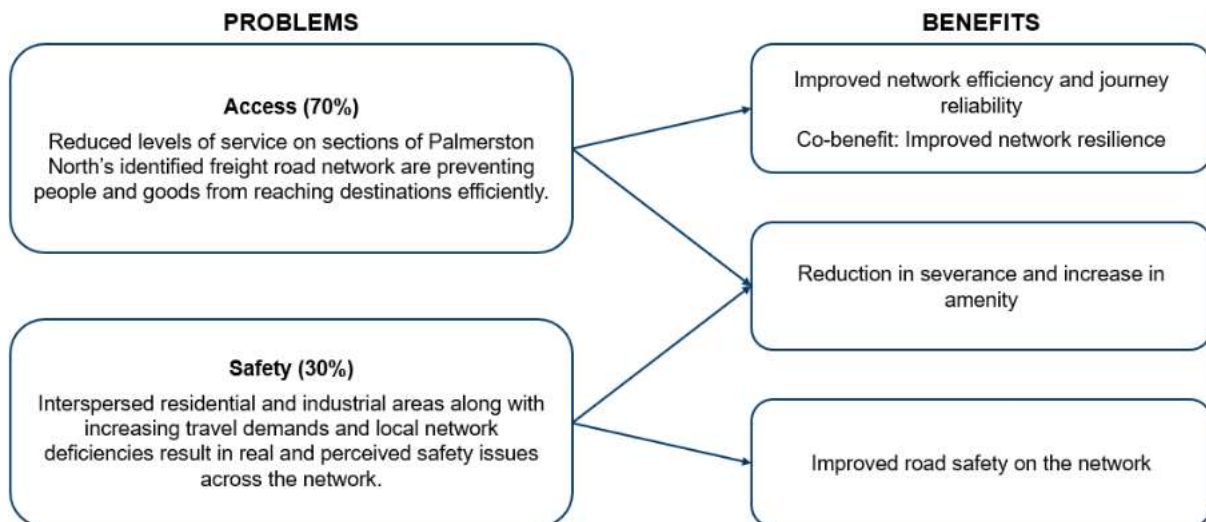 PROBLEMS
Access (70%)
Reduced levels of service on sections of Palmerston
North's identified freight road network are preventing
people and goods from reaching destinations efficiently.
Safety (30%)
Interspersed residential and industrial areas along with
increasing travel demands and local network
deficiencies result in real and perceived safety issues
across the network.
BENEFITS
Improved network efficiency and journey
reliability
Co-benefit: Improved network resilience
Reduction in severance and increase in
amenity
Improved road safety on the network